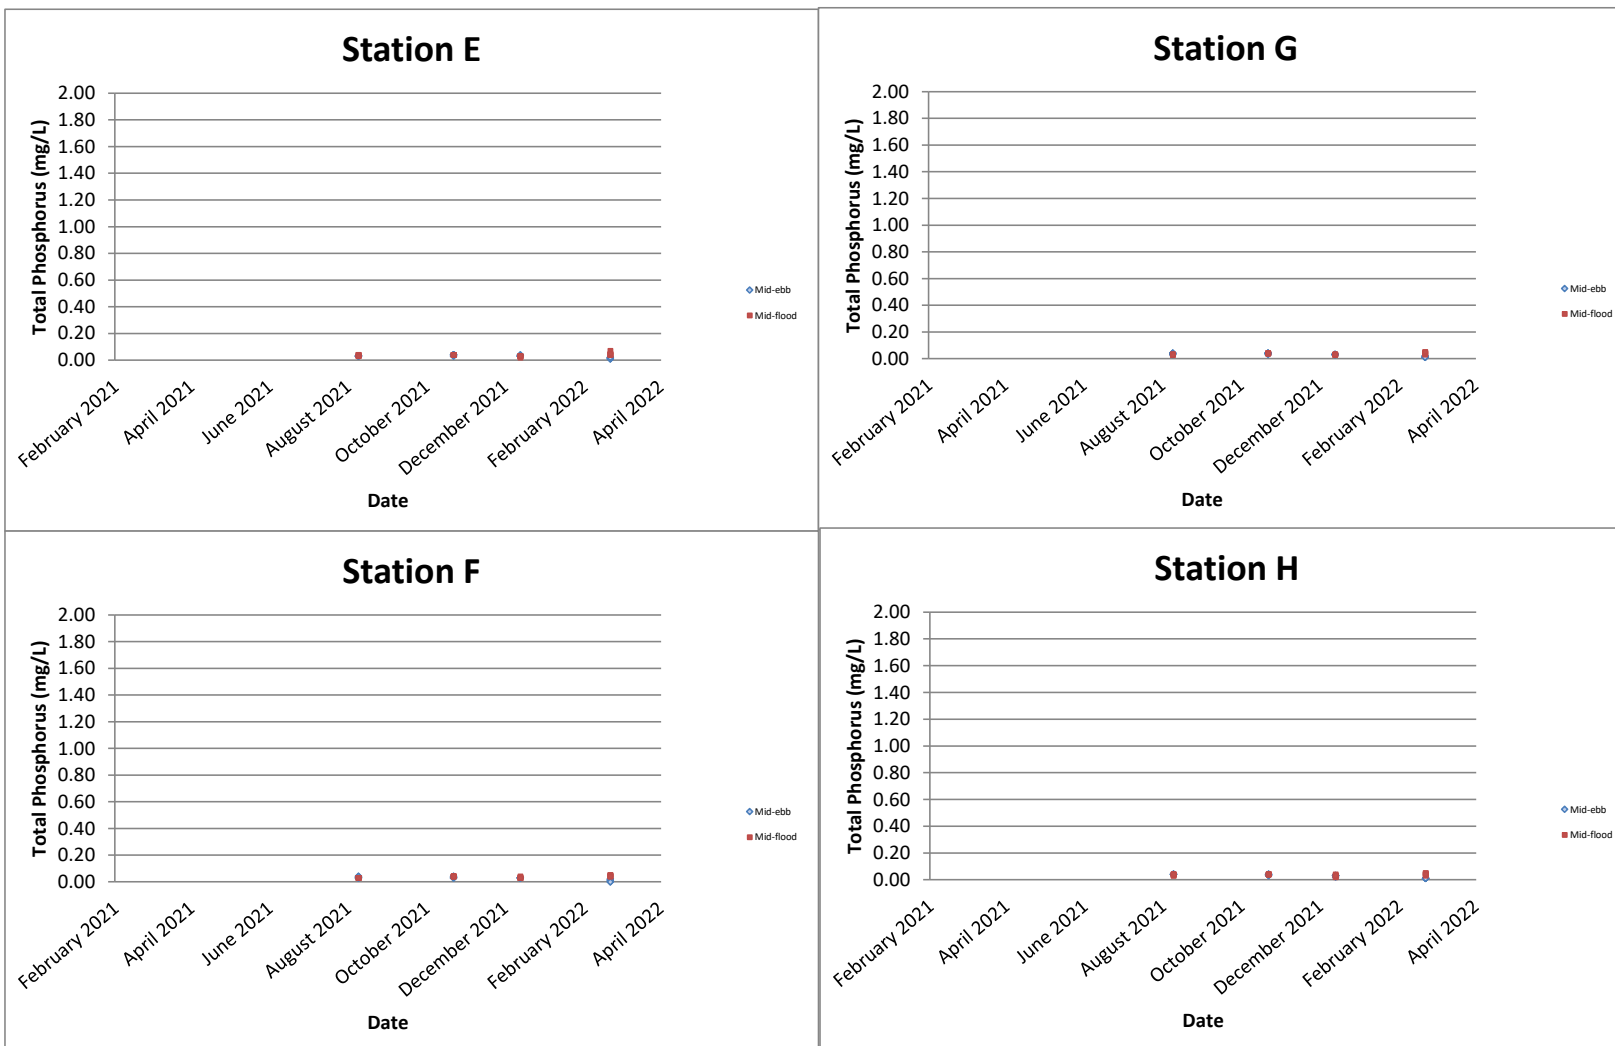 Station E
Total Phosphorus (mg/L)
2.00
1.80
1.60
1.40
1.20
1.00
0.80
0.60
0.40
0.20
0.00
February 2021
April 2021
June 2021
August 2021
October 2021
December 2021
February 2022
April 2022
Date
Mid-ebb
Mid-flood
Station G
Total Phosphorus (mg/L)
2.00
1.80
1.60
1.40
1.20
1.00
0.80
0.60
0.40
0.20
0.00
February 2021
April 2021
June 2021
August 2021
October 2021
December 2021
February 2022
April 2022
Date
Mid-ebb
Mid-flood
Station F
Total Phosphorus (mg/L)
2.00
1.80
1.60
1.40
1.20
1.00
0.80
0.60
0.40
0.20
0.00
February 2021
April 2021
June 2021
August 2021
October 2021
December 2021
February 2022
April 2022
Date
Mid-ebb
Mid-flood
Station H
Total Phosphorus (mg/L)
2.00
1.80
1.60
1.40
1.20
1.00
0.80
0.60
0.40
0.20
0.00
February 2021
April 2021
June 2021
August 2021
October 2021
December 2021
February 2022
April 2022
Date
Mid-ebb
Mid-flood